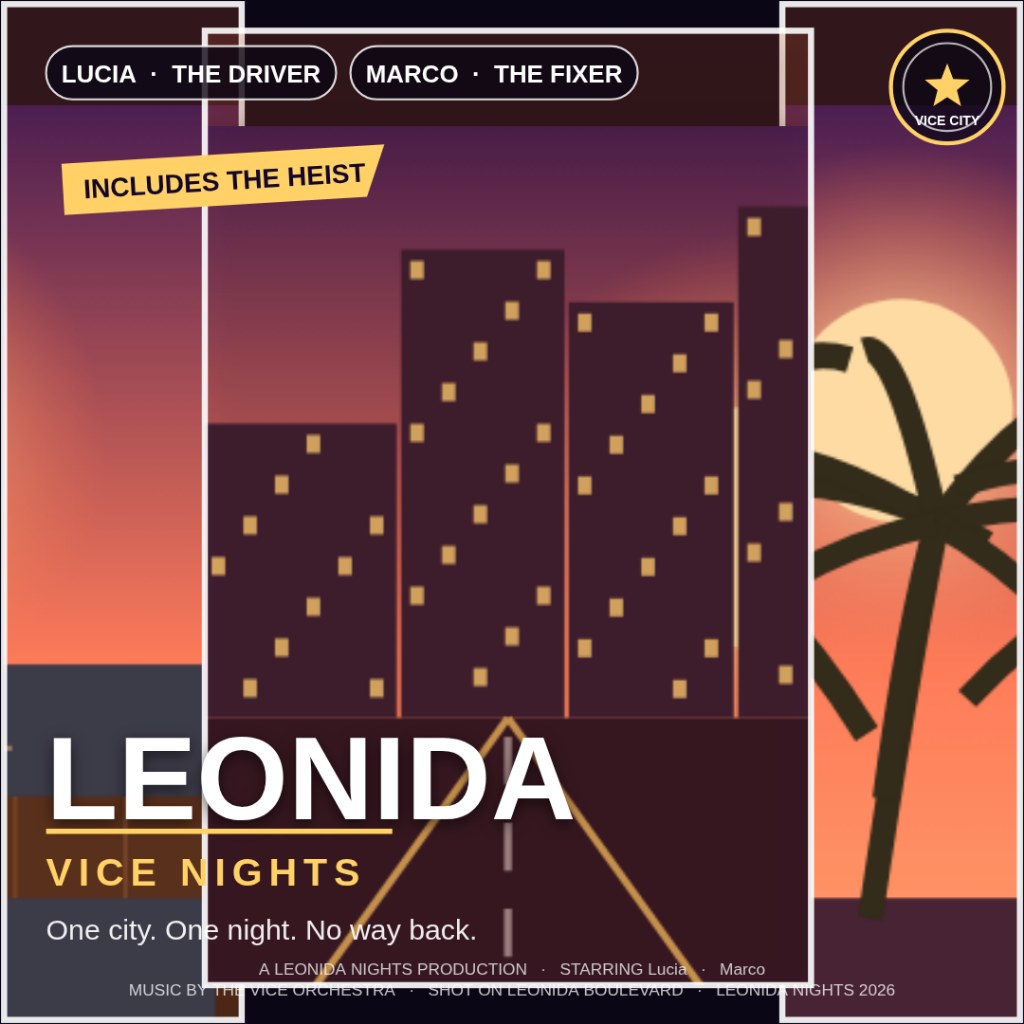 LUCIA · THE DRIVER
MARCO · THE FIXER
VICE CITY
INCLUDES THE HEIST
LEONIDA
VICE NIGHTS
One city. One night. No way back.
A LEONIDA NIGHTS PRODUCTION · STARRING Lucia · Marco
MUSIC BY THE VICE ORCHESTRA · SHOT ON LEONIDA BOULEVARD · LEONIDA NIGHTS 2026